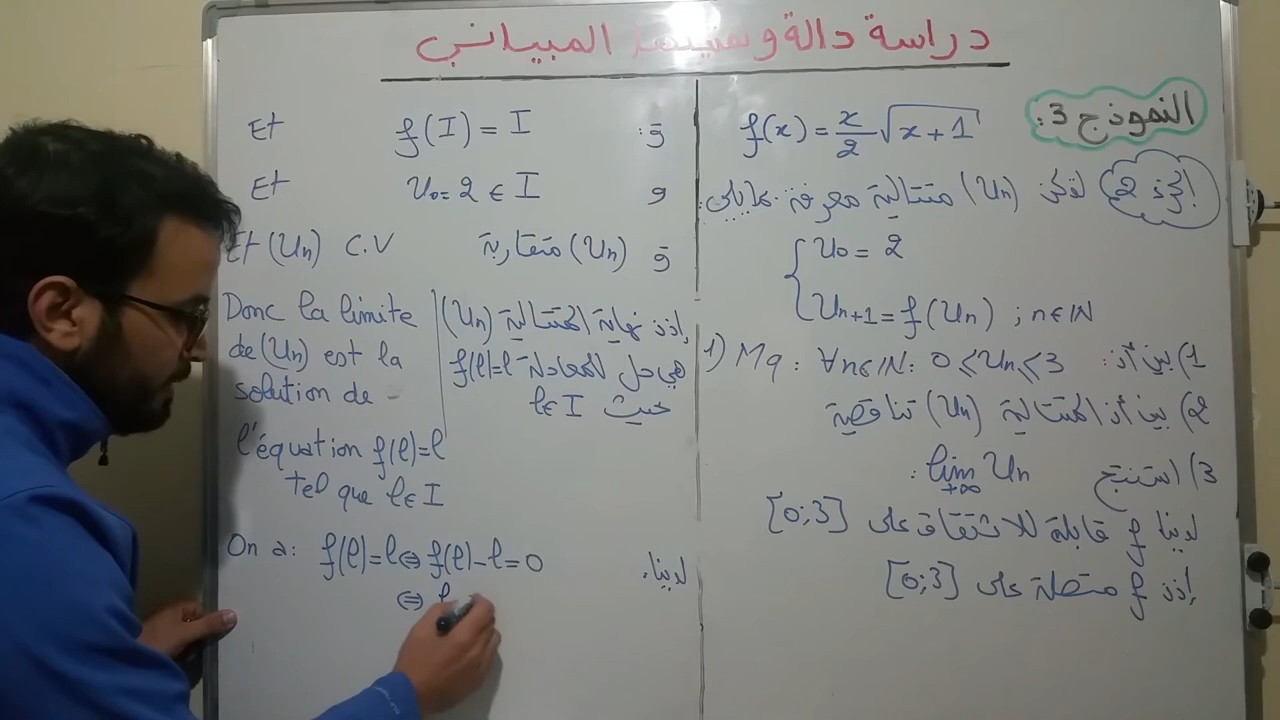 دراسة دالة و المبياني
النموذج 3:
f(x) = x/2 √x+1
الجزء 2) لتكن (Un) متتالية معرفة كالتالي:
{ U0 = 2
Un+1 = f(Un) ; n∈ℕ
1) بين أن: Mq: ∀n∈ℕ: 0 ⩽ Un ⩽ 3
2) بين أن المتتالية (Un) تناقصية
3) استنتج lim Un :
+∞
لدينا f قابلة للاشتقاق على [0;3]
إذن f متصلة على [0;3]
Et f(I) = I و:
Et U0 = 2 ∈ I و
Et (Un) C.V و (Un) متقاربة
Donc la limite
de (Un) est la
solution de
l'équation f(l)=l
tel que l∈I
إذن نهاية المتتالية (Un)
هي حل المعادلة f(l)=l
حيث l∈I
On a: f(l)=l ⇔ f(l)-l=0 لدينا:
⇔ l